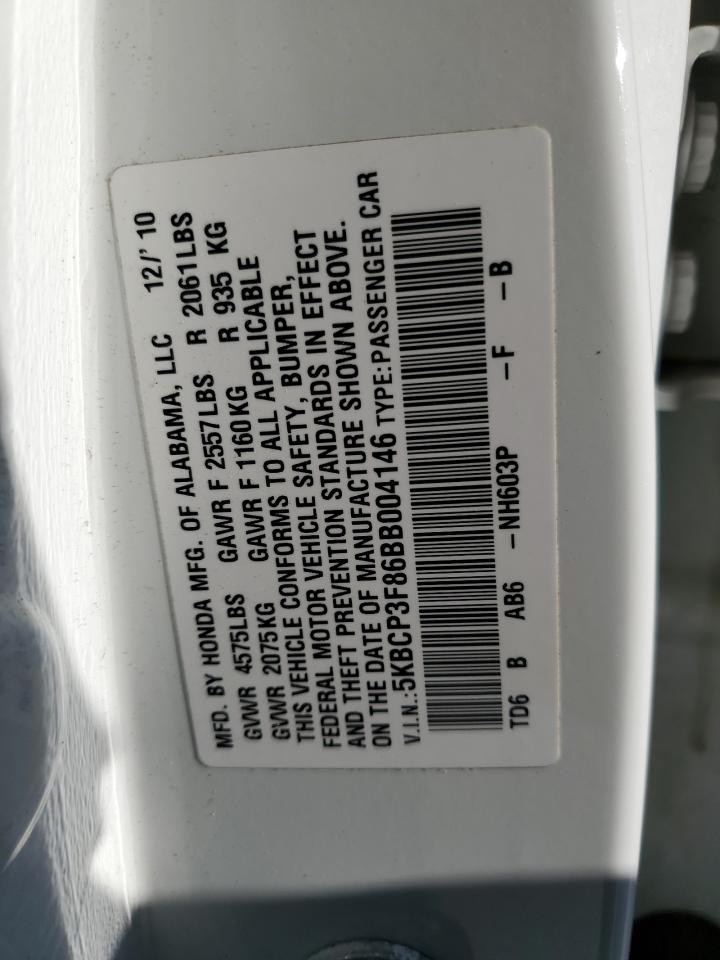 MFD. BY HONDA MFG. OF ALABAMA, LLC 12/'10
GVWR 4575LBS GAWR F 2557LBS R 2061LBS
GVWR 2075KG GAWR F 1160KG R 935 KG
THIS VEHICLE CONFORMS TO ALL APPLICABLE
FEDERAL MOTOR VEHICLE SAFETY, BUMPER,
AND THEFT PREVENTION STANDARDS IN EFFECT
ON THE DATE OF MANUFACTURE SHOWN ABOVE.
V.I.N.:5KBCP3F86BB004146 TYPE:PASSENGER CAR
TD6 B AB6 -NH603P -F -B